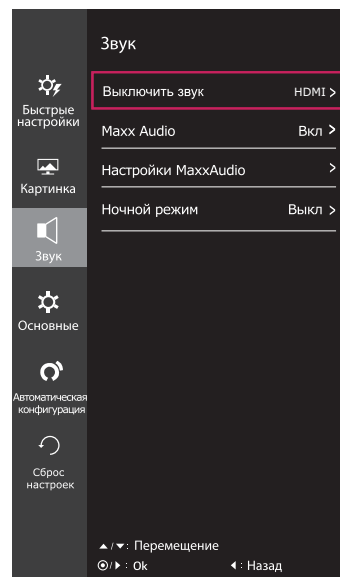 Звук
Быстрые
настройки
Картинка
Звук
Основные
Автоматическая
конфигурация
Сброс
настроек
Выключить звук HDMI >
Maxx Audio Вкл >
Настройки MaxxAudio >
Ночной режим Выкл >
▲/▼: Перемещение
⦿/▶ : Ok ◀ : Назад